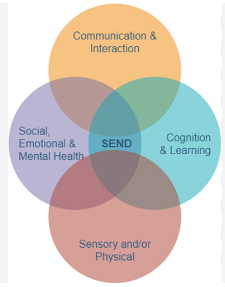 Communication &
Interaction
Social,
Emotional &
Mental Health
SEND
Cognition
& Learning
Sensory and/or
Physical